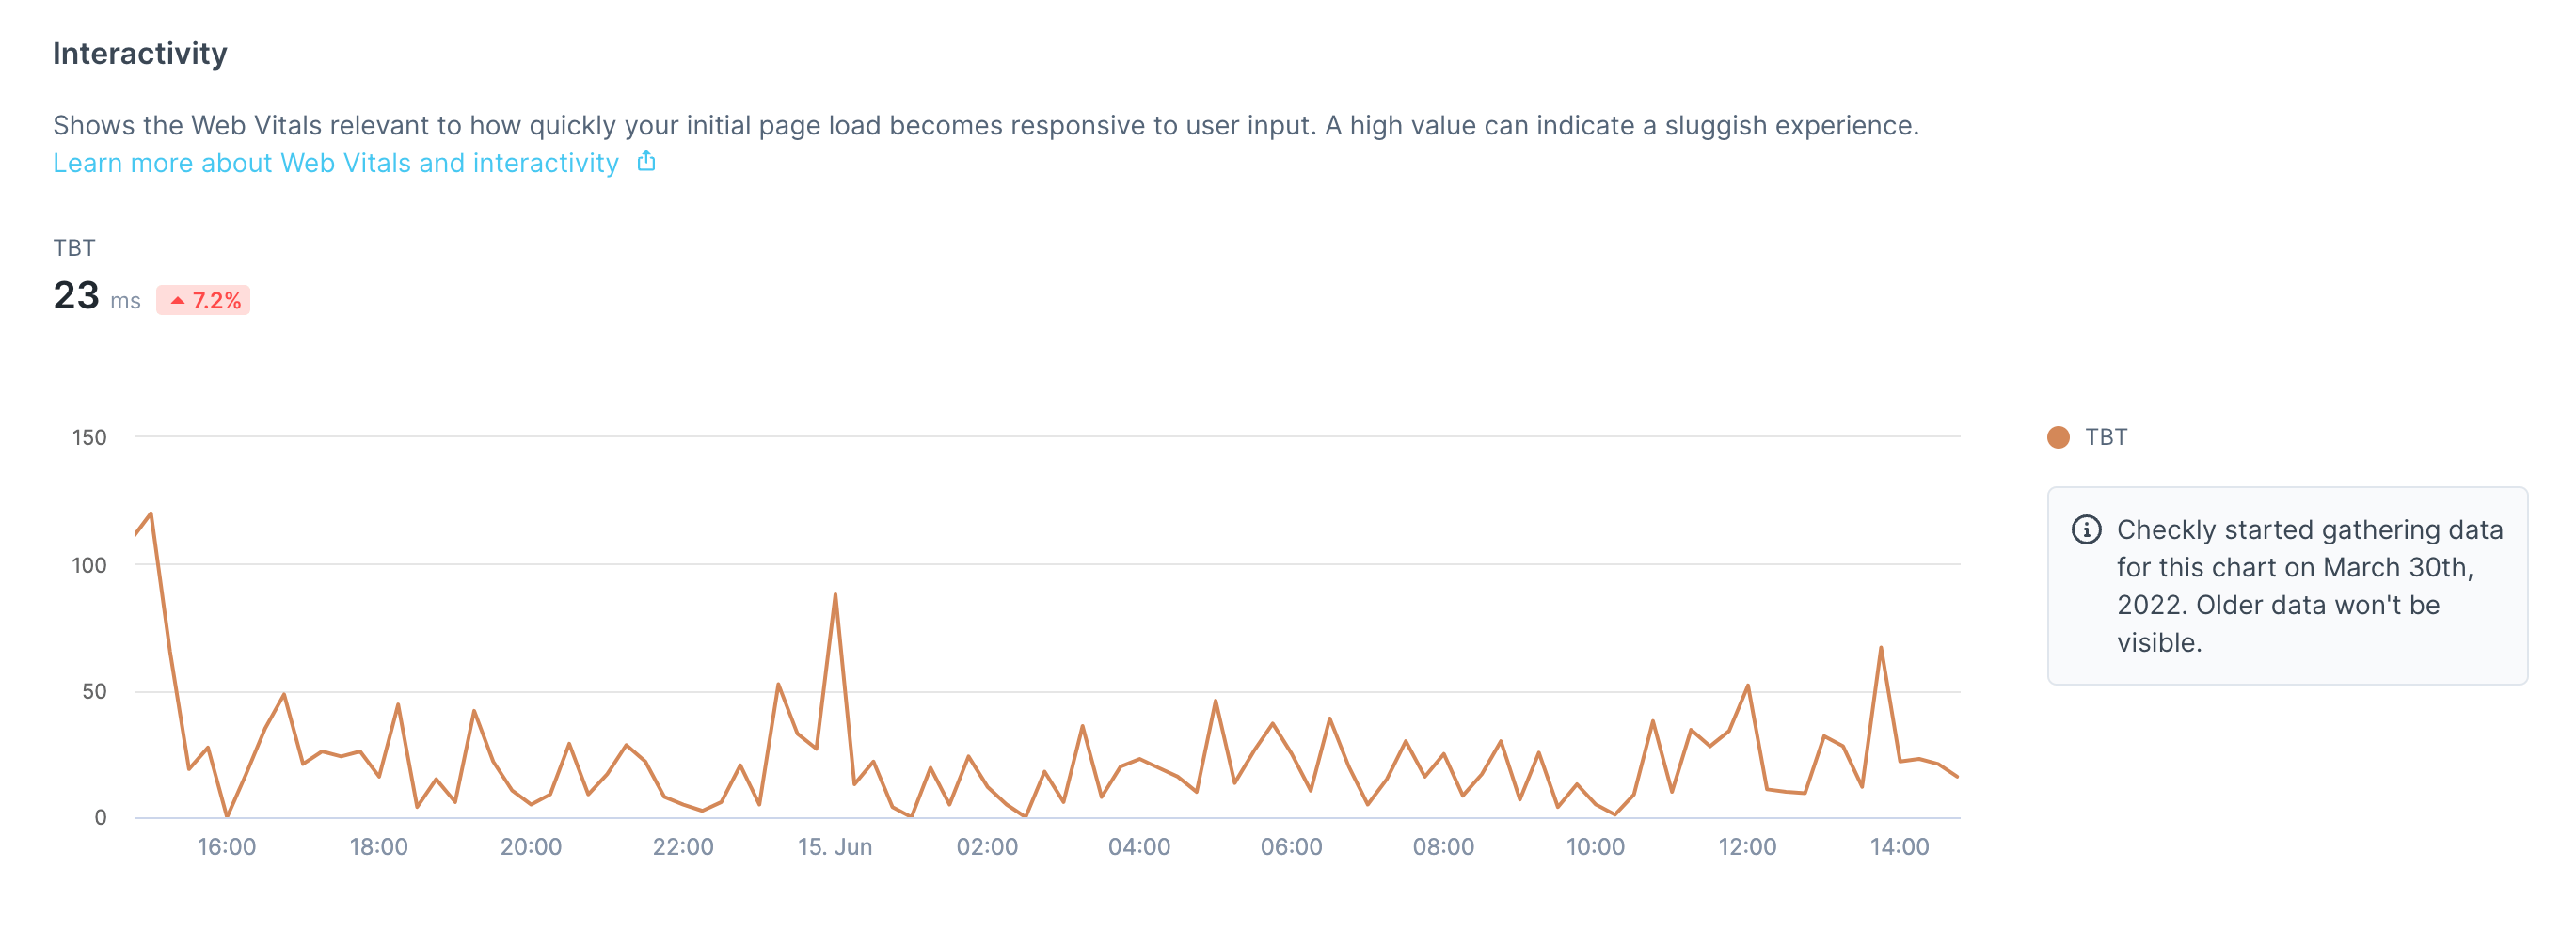 Interactivity
Shows the Web Vitals relevant to how quickly your initial page load becomes responsive to user input. A high value can indicate a sluggish experience.
Learn more about Web Vitals and interactivity
TBT
23 ms 7.2%
150
100
50
0
16:00 18:00 20:00 22:00 15. Jun 02:00 04:00 06:00 08:00 10:00 12:00 14:00
TBT
Checkly started gathering data
for this chart on March 30th,
2022. Older data won't be
visible.